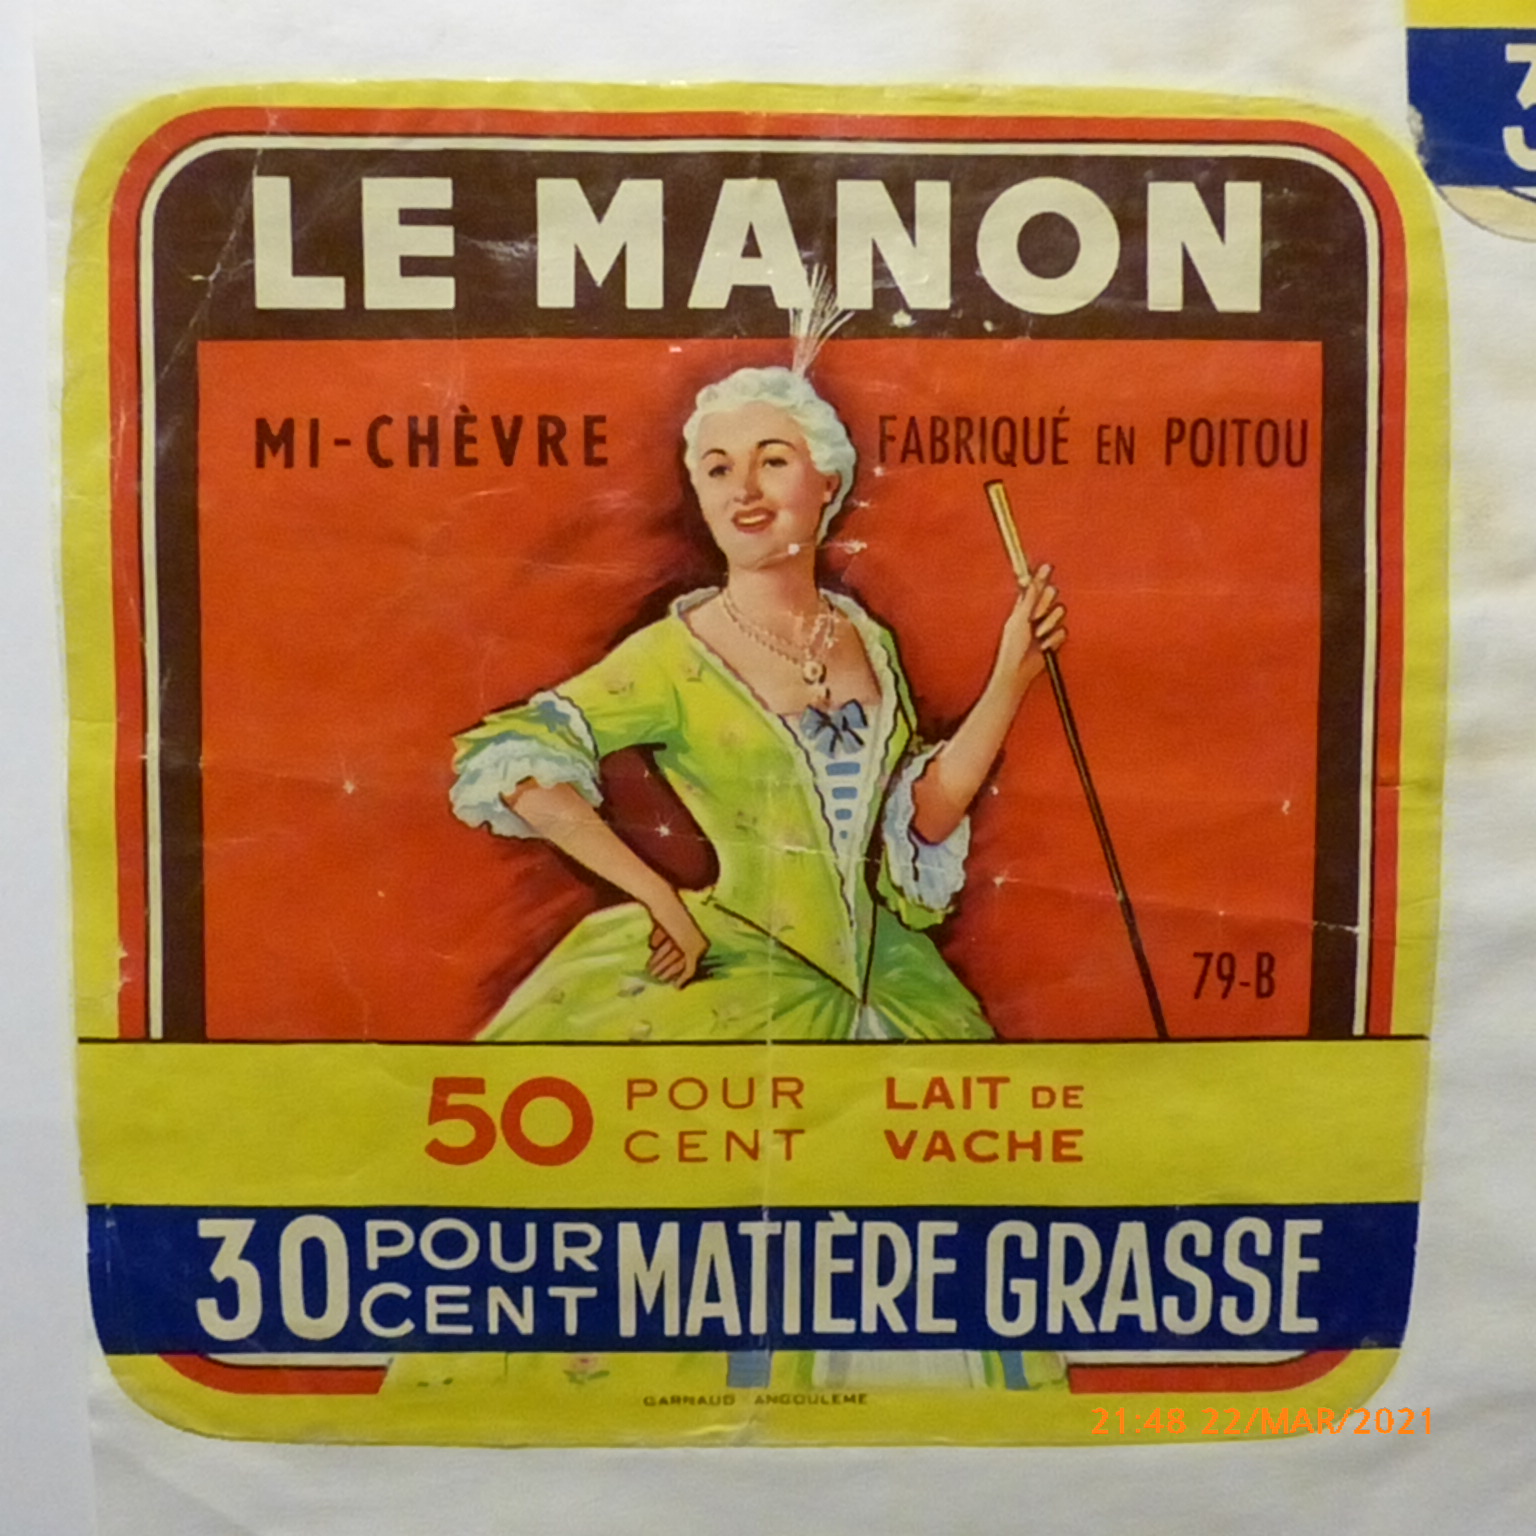 LE MANON
MI-CHÈVRE
FABRIQUÉ EN POITOU
79-B
50 POUR CENT
LAIT DE VACHE
30 POUR CENT MATIÈRE GRASSE
GARNAUD ANGOULEME
21:48 22/MAR/2021